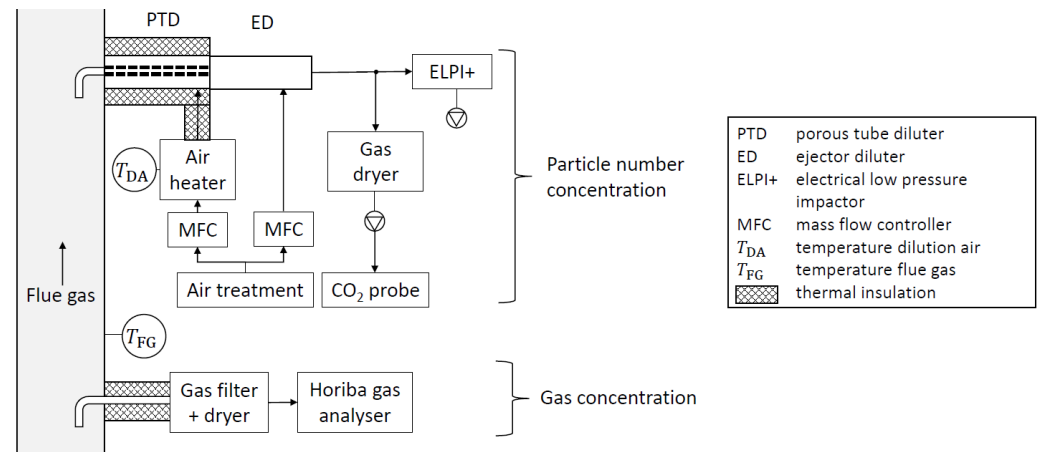 PTD
ED
ELPI+
T_DA
Air
heater
Gas
dryer
MFC
MFC
Air treatment
CO₂ probe
Particle number
concentration
Flue gas
T_FG
Gas filter
+ dryer
Horiba gas
analyser
Gas concentration
PTD porous tube diluter
ED ejector diluter
ELPI+ electrical low pressure
impactor
MFC mass flow controller
T_DA temperature dilution air
T_FG temperature flue gas
thermal insulation